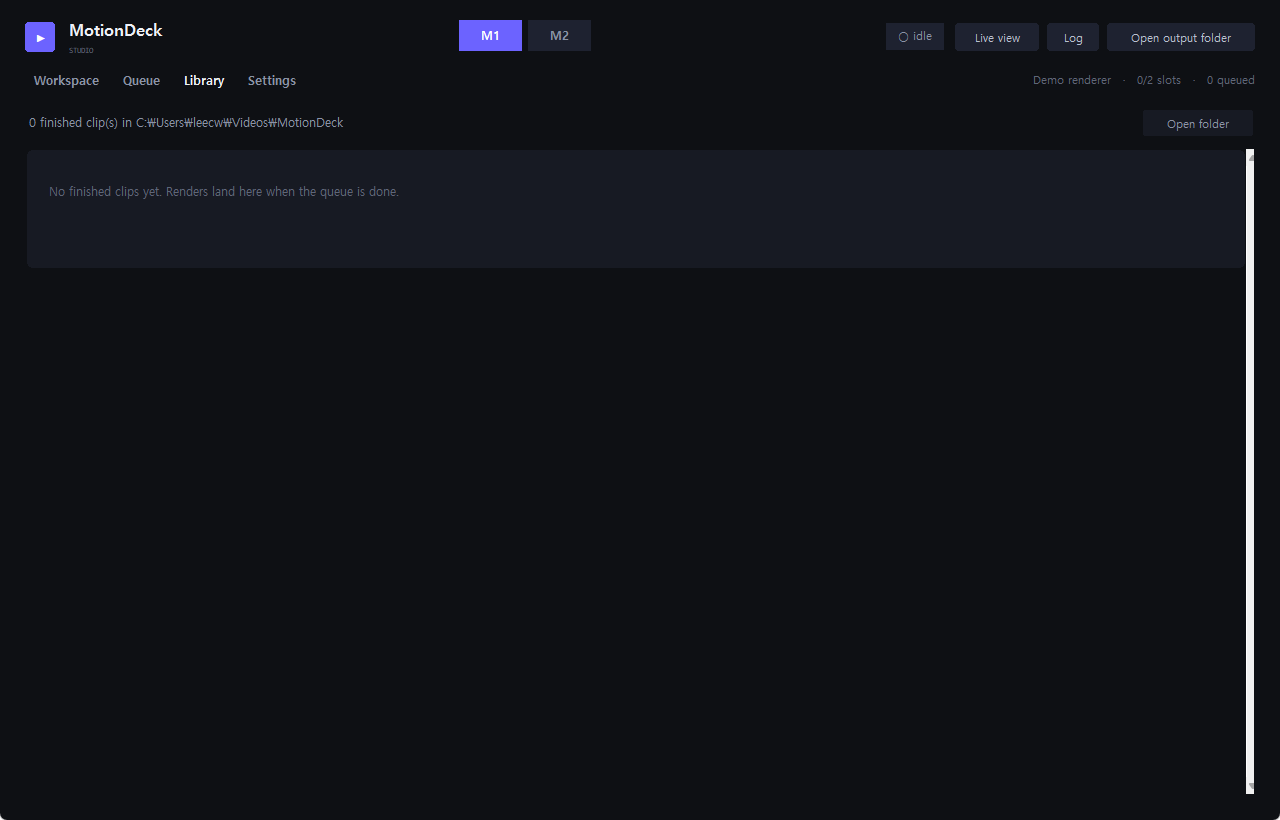 MotionDeck
STUDIO
M1 M2
○ idle Live view Log Open output folder
Workspace Queue Library Settings
Demo renderer · 0/2 slots · 0 queued
0 finished clip(s) in C:₩Users₩leecw₩Videos₩MotionDeck
Open folder
No finished clips yet. Renders land here when the queue is done.